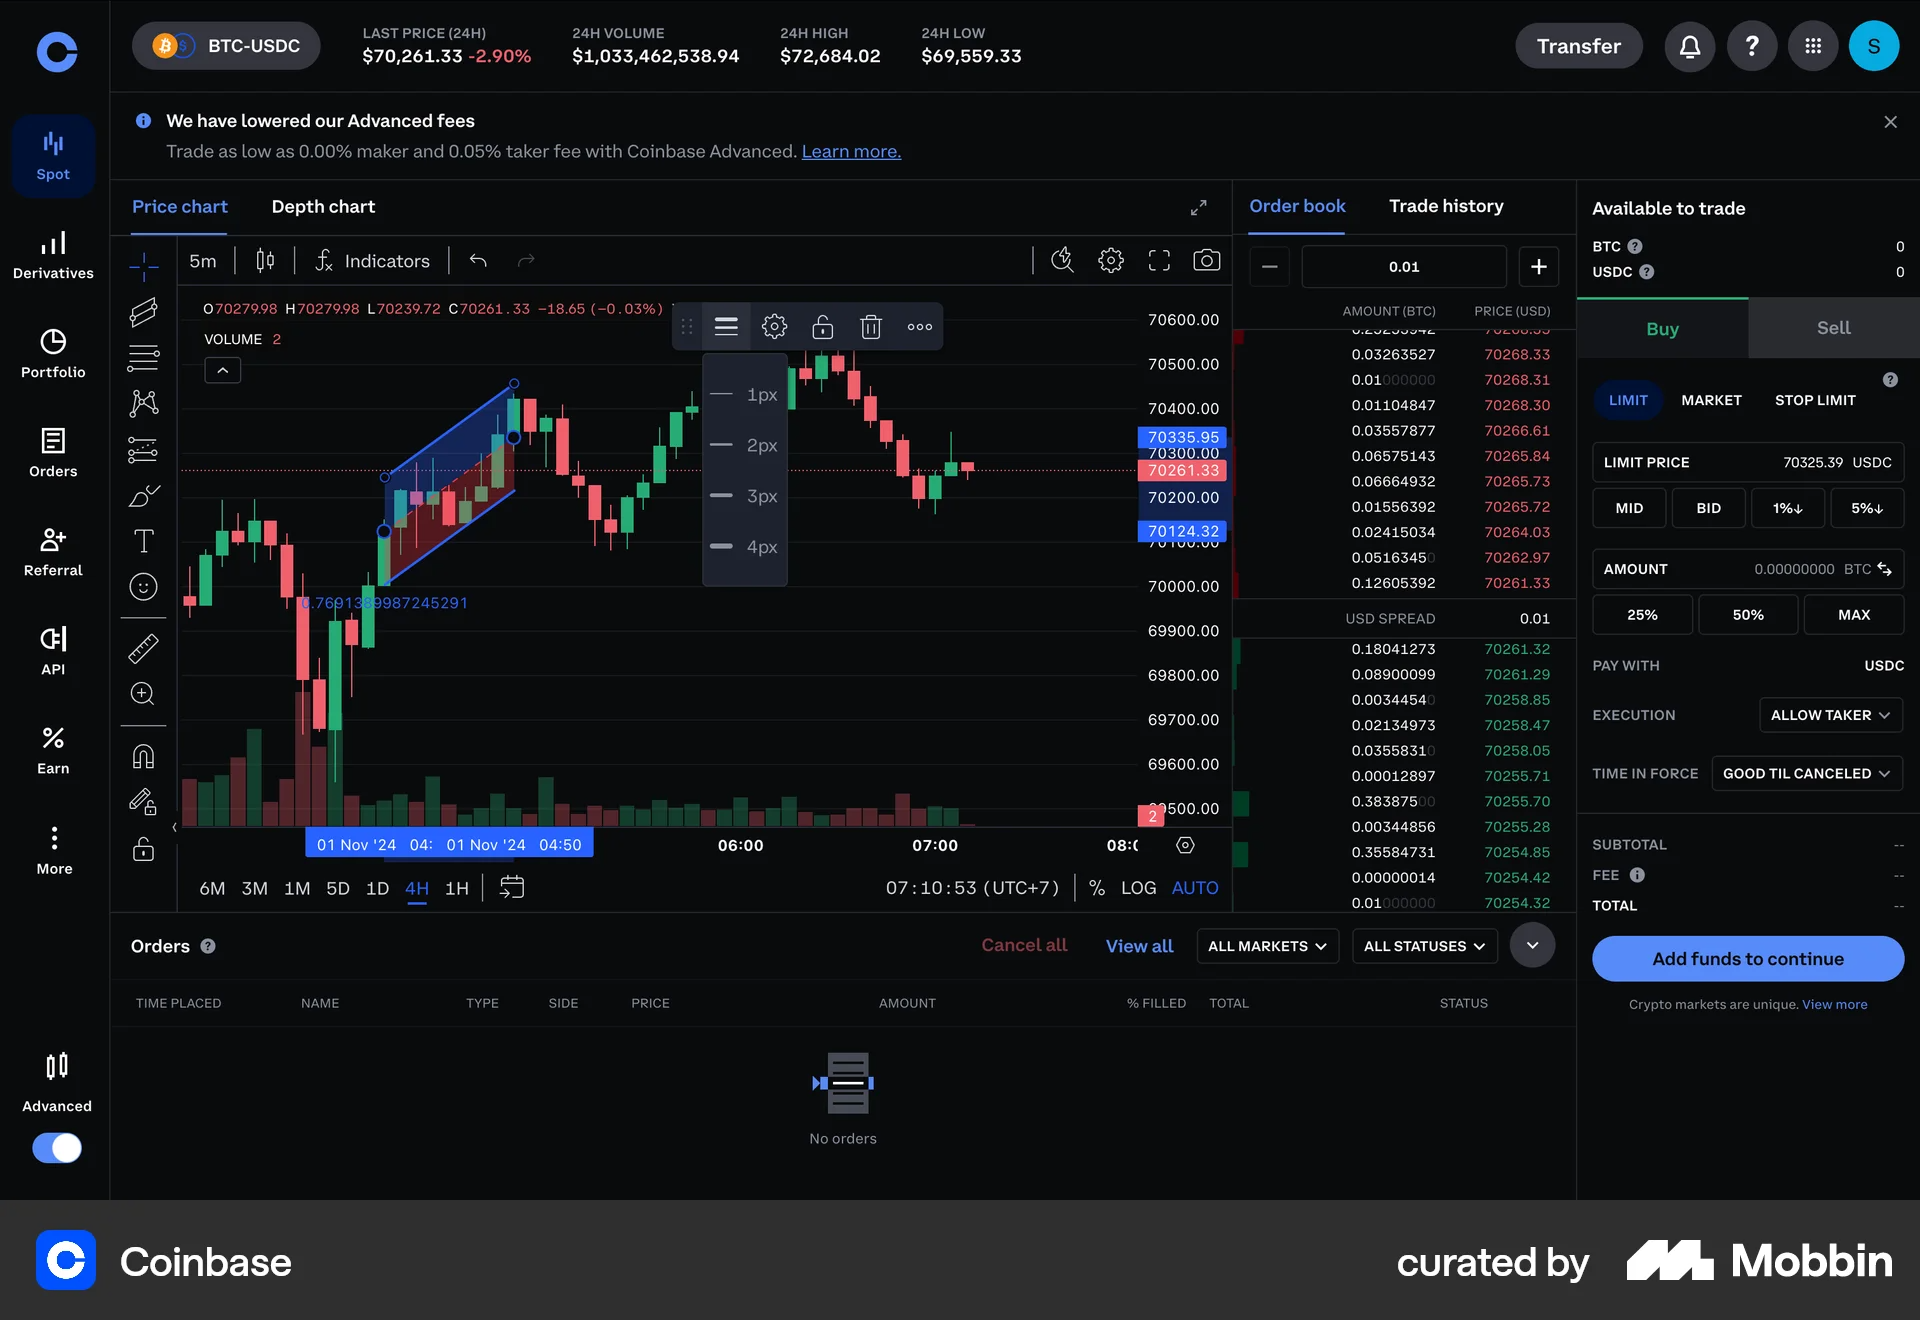 BTC-USDC
LAST PRICE (24H)
$70,261.33 -2.90%
24H VOLUME
$1,033,462,538.94
24H HIGH
$72,684.02
24H LOW
$69,559.33
Transfer
?
S
We have lowered our Advanced fees
Trade as low as 0.00% maker and 0.05% taker fee with Coinbase Advanced. Learn more.
Spot
Derivatives
Portfolio
Orders
Referral
API
Earn
More
Advanced
Price chart
Depth chart
5m
Indicators
O70279.98 H70279.98 L70239.72 C70261.33 −18.65 (−0.03%)
VOLUME 2
1px
2px
3px
4px
0.7691389987245291
70600.00
70500.00
70400.00
70335.95
70300.00
70261.33
70200.00
70124.32
70100.00
70000.00
69900.00
69800.00
69700.00
69600.00
69500.00
2
01 Nov '24 04:
01 Nov '24 04:50
06:00
07:00
08:0
6M 3M 1M 5D 1D 4H 1H
07:10:53 (UTC+7)
% LOG AUTO
Order book
Trade history
0.01
AMOUNT (BTC) PRICE (USD)
0.03263527 70268.33
0.01000000 70268.31
0.01104847 70268.30
0.03557877 70266.61
0.06575143 70265.84
0.06664932 70265.73
0.01556392 70265.72
0.02415034 70264.03
0.05163450 70262.97
0.12605392 70261.33
USD SPREAD 0.01
0.18041273 70261.32
0.08900099 70261.29
0.00344540 70258.85
0.02134973 70258.47
0.03558310 70258.05
0.00012897 70255.71
0.38387500 70255.70
0.00344856 70255.28
0.35584731 70254.85
0.00000014 70254.42
0.01000000 70254.32
Available to trade
BTC ? 0
USDC ? 0
Buy
Sell
?
LIMIT
MARKET
STOP LIMIT
LIMIT PRICE 70325.39 USDC
MID
BID
1%↓
5%↓
AMOUNT 0.00000000 BTC
25%
50%
MAX
PAY WITH USDC
EXECUTION ALLOW TAKER
TIME IN FORCE GOOD TIL CANCELED
SUBTOTAL --
FEE --
TOTAL --
Add funds to continue
Crypto markets are unique. View more
Orders ?
Cancel all
View all
ALL MARKETS
ALL STATUSES
TIME PLACED NAME TYPE SIDE PRICE AMOUNT % FILLED TOTAL STATUS
No orders
Coinbase
curated by
Mobbin